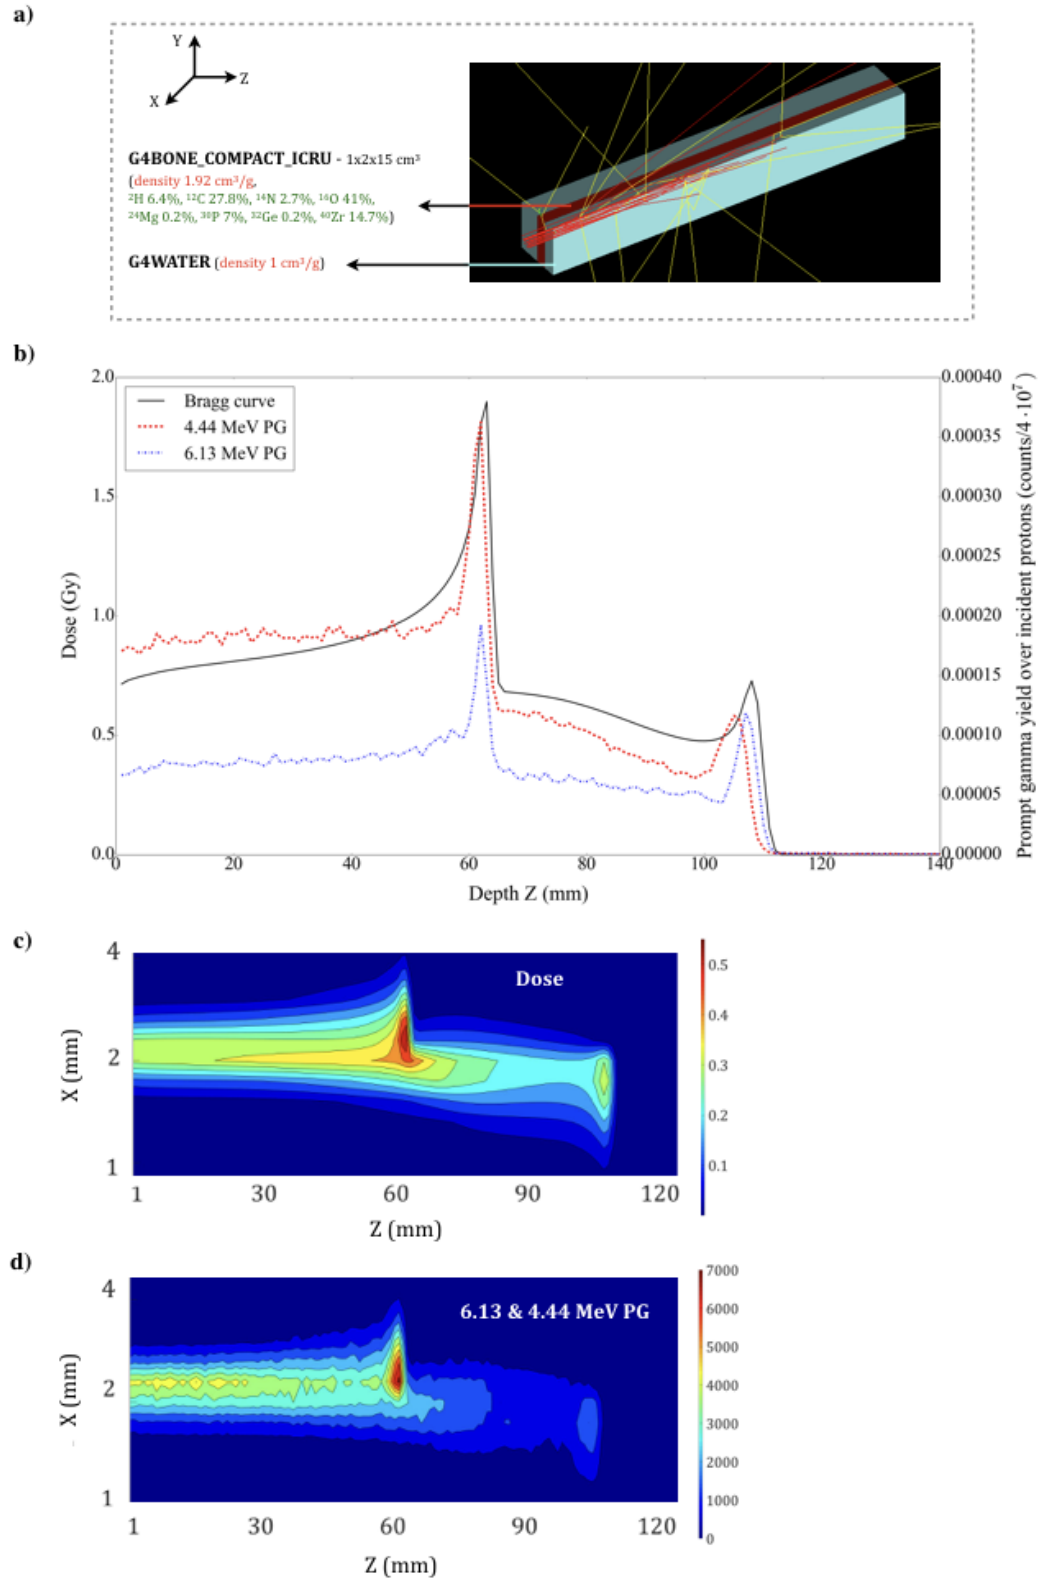 a)
Y
Z
X
G4BONE_COMPACT_ICRU - 1x2x15 cm³
(density 1.92 cm³/g,
²H 6.4%, ¹²C 27.8%, ¹⁴N 2.7%, ¹⁶O 41%,
²⁴Mg 0.2%, ³⁰P 7%, ³²Ge 0.2%, ⁴⁰Zr 14.7%)
G4WATER (density 1 cm³/g)
b)
2.0
1.5
1.0
0.5
0.0
Dose (Gy)
Bragg curve
4.44 MeV PG
6.13 MeV PG
0.00040
0.00035
0.00030
0.00025
0.00020
0.00015
0.00010
0.00005
0.00000
Prompt gamma yield over incident protons (counts/4·10⁷)
0 20 40 60 80 100 120 140
Depth Z (mm)
c)
4
2
1
X (mm)
Dose
0.5
0.4
0.3
0.2
0.1
1 30 60 90 120
Z (mm)
d)
4
2
1
X (mm)
6.13 & 4.44 MeV PG
7000
6000
5000
4000
3000
2000
1000
0
1 30 60 90 120
Z (mm)